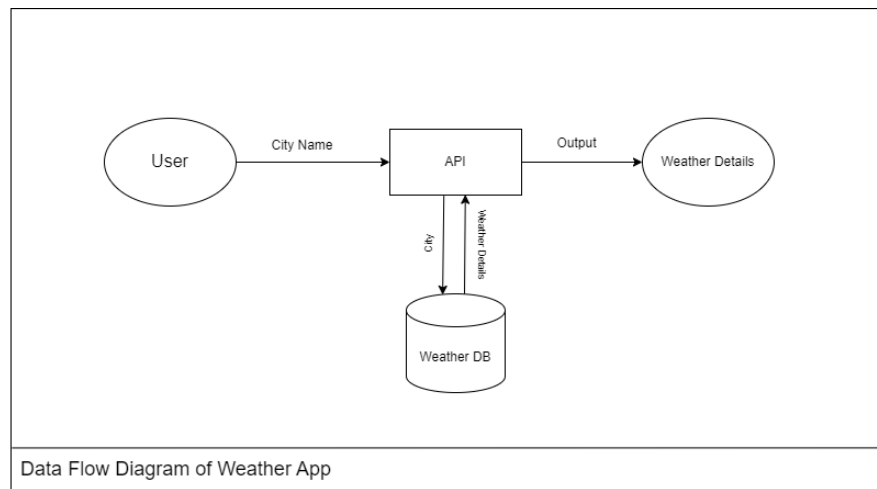 User
City Name
API
Output
Weather Details
City
Weather Details
Weather DB
Data Flow Diagram of Weather App